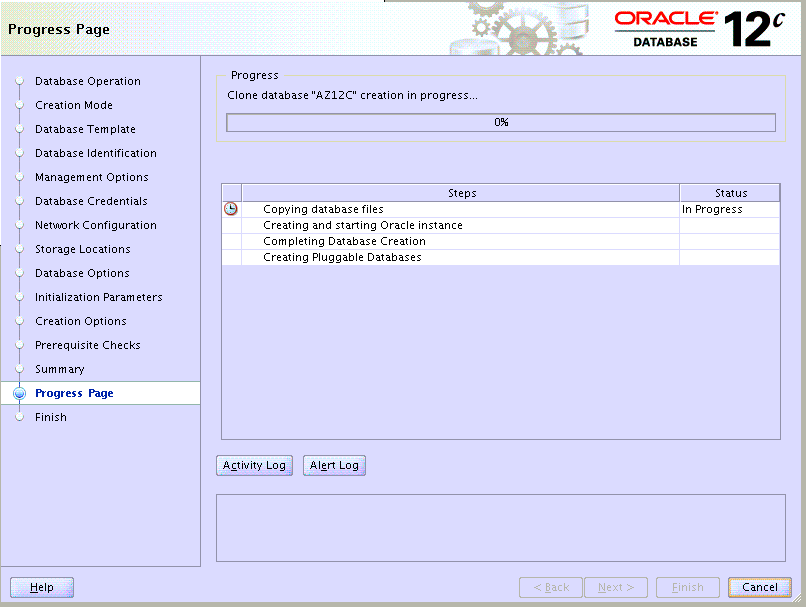 Progress Page
ORACLE
DATABASE
12c
Database Operation
Creation Mode
Database Template
Database Identification
Management Options
Database Credentials
Network Configuration
Storage Locations
Database Options
Initialization Parameters
Creation Options
Prerequisite Checks
Summary
Progress Page
Finish
Progress
Clone database "AZ12C" creation in progress...
0%
Steps Status
Copying database files In Progress
Creating and starting Oracle instance
Completing Database Creation
Creating Pluggable Databases
Activity Log Alert Log
Help < Back Next > Finish Cancel